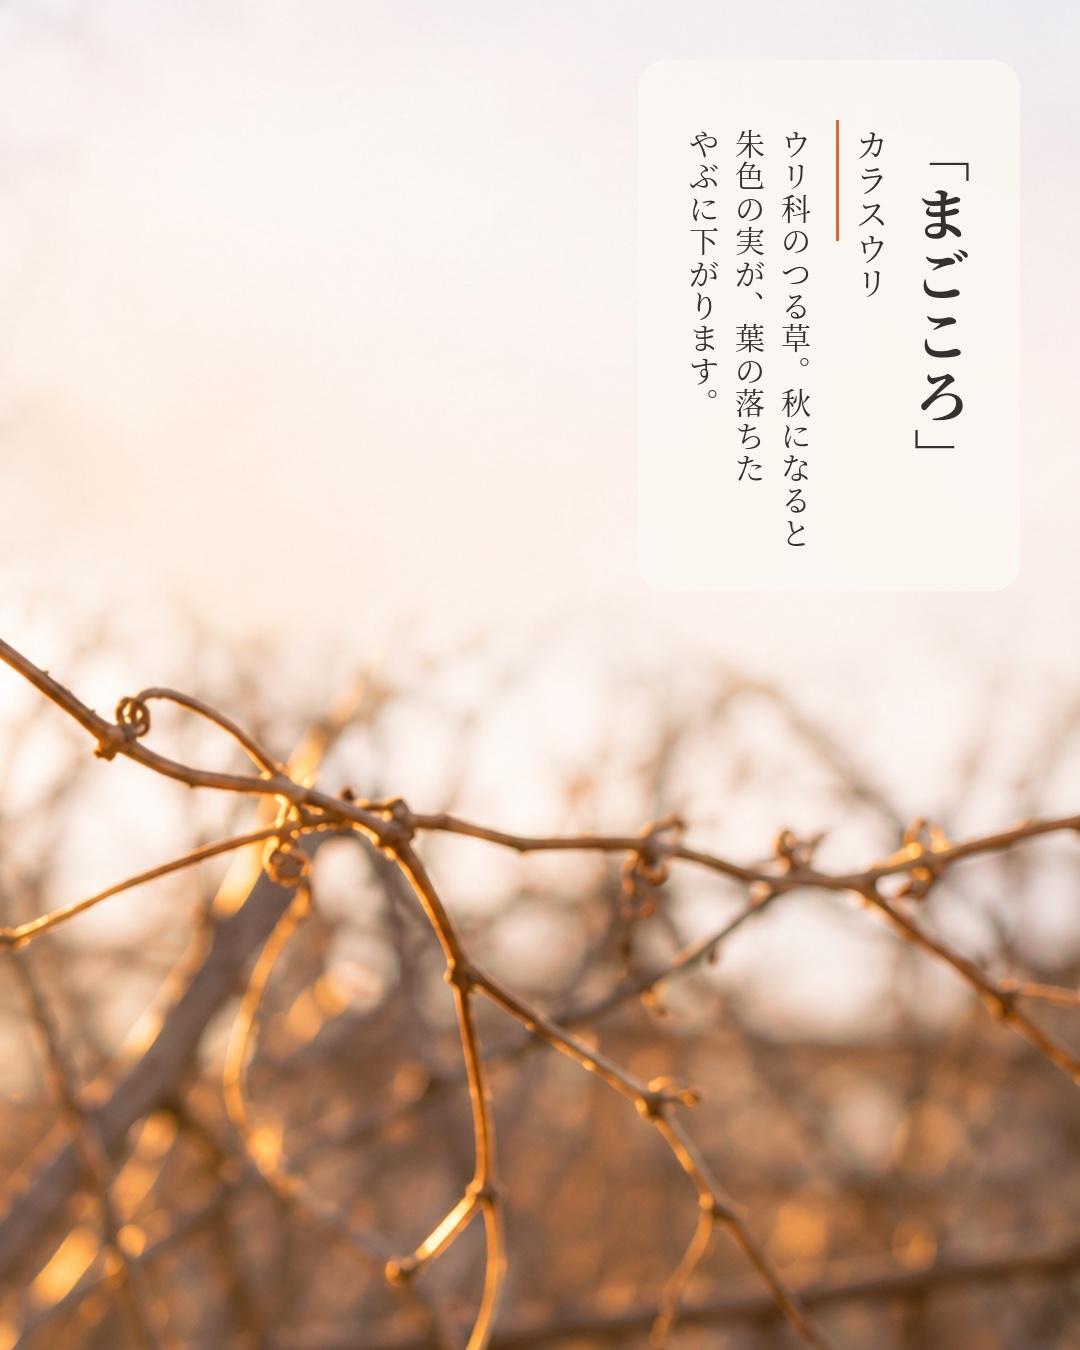 「まごころ」
カラスウリ
ウリ科のつる草。秋になると
朱色の実が、葉の落ちた
やぶに下がります。